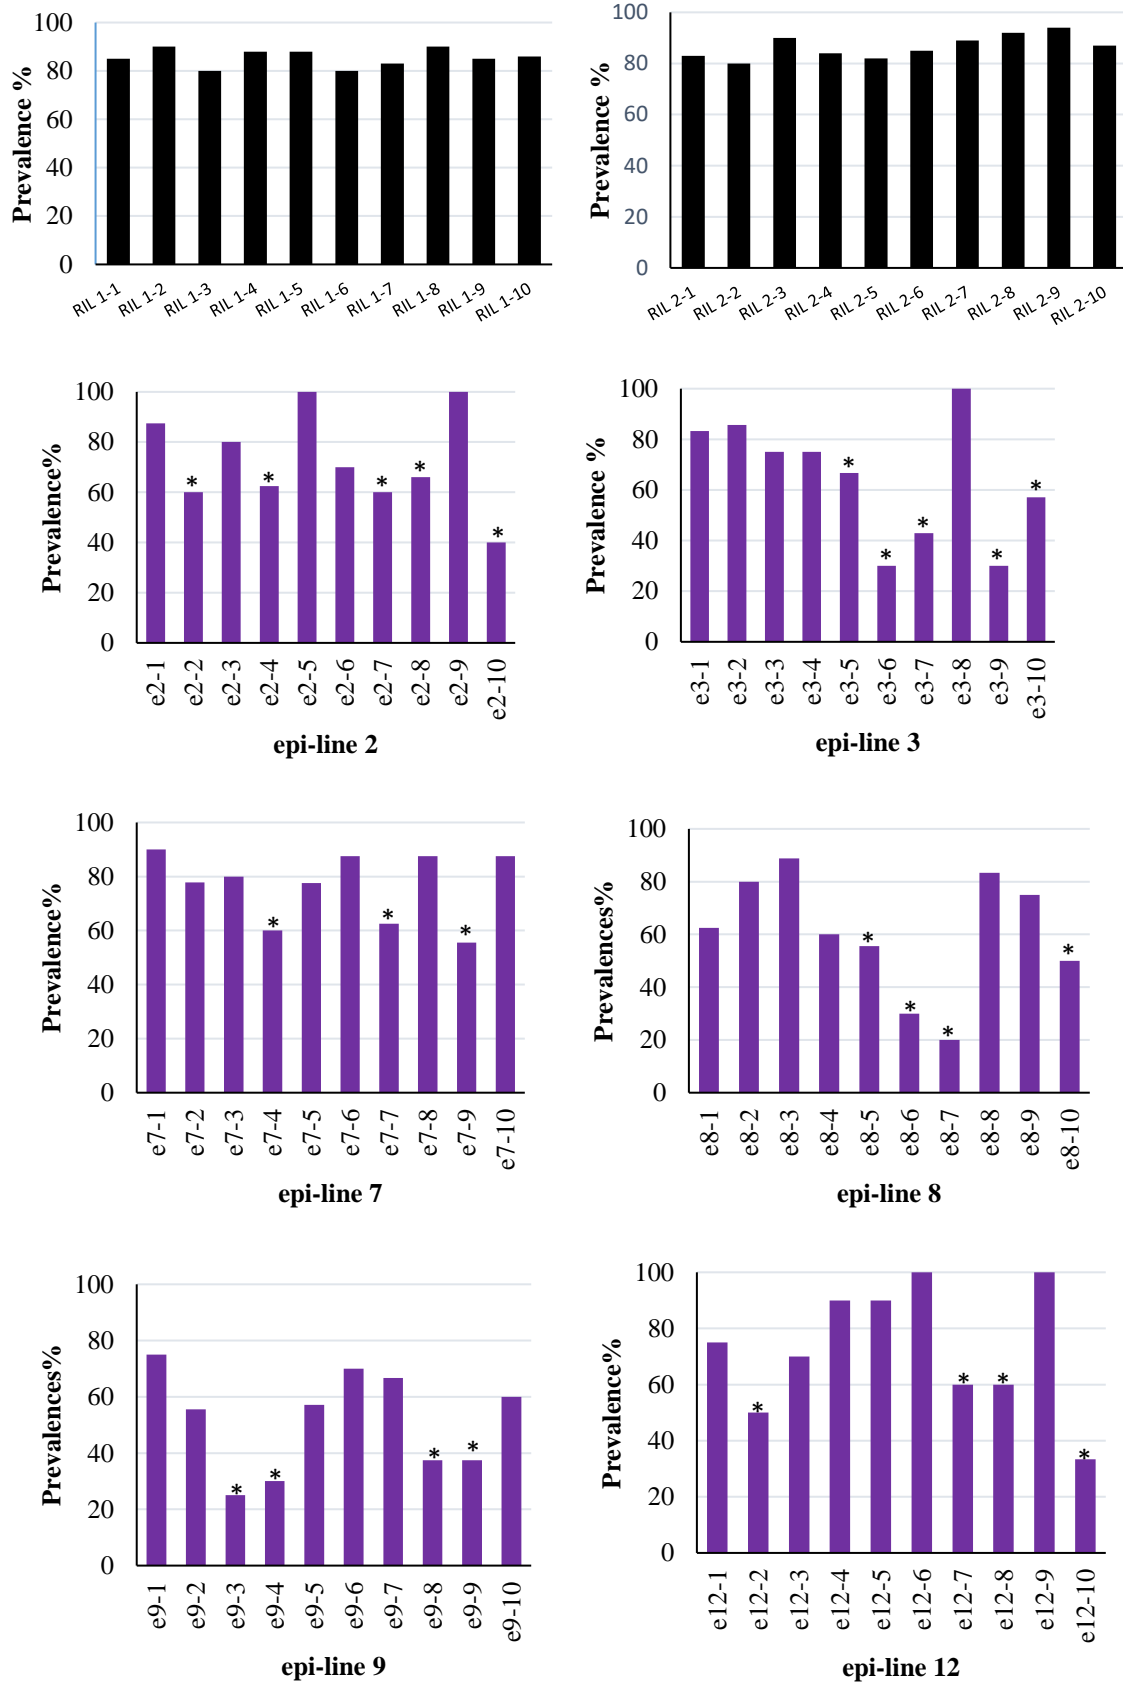 Prevalence %
100
80
60
40
20
0
RIL 1-1 RIL 1-2 RIL 1-3 RIL 1-4 RIL 1-5 RIL 1-6 RIL 1-7 RIL 1-8 RIL 1-9 RIL 1-10
Prevalence %
100
80
60
40
20
0
RIL 2-1 RIL 2-2 RIL 2-3 RIL 2-4 RIL 2-5 RIL 2-6 RIL 2-7 RIL 2-8 RIL 2-9 RIL 2-10
Prevalence%
100
80
60
40
20
0
* * * * *
e2-1 e2-2 e2-3 e2-4 e2-5 e2-6 e2-7 e2-8 e2-9 e2-10
epi-line 2
Prevalence %
100
80
60
40
20
0
* * * * *
e3-1 e3-2 e3-3 e3-4 e3-5 e3-6 e3-7 e3-8 e3-9 e3-10
epi-line 3
Prevalence%
100
80
60
40
20
0
* * *
e7-1 e7-2 e7-3 e7-4 e7-5 e7-6 e7-7 e7-8 e7-9 e7-10
epi-line 7
Prevalences%
100
80
60
40
20
0
* * * *
e8-1 e8-2 e8-3 e8-4 e8-5 e8-6 e8-7 e8-8 e8-9 e8-10
epi-line 8
Prevalences%
100
80
60
40
20
0
* * * *
e9-1 e9-2 e9-3 e9-4 e9-5 e9-6 e9-7 e9-8 e9-9 e9-10
epi-line 9
Prevalence%
100
80
60
40
20
0
* * * *
e12-1 e12-2 e12-3 e12-4 e12-5 e12-6 e12-7 e12-8 e12-9 e12-10
epi-line 12